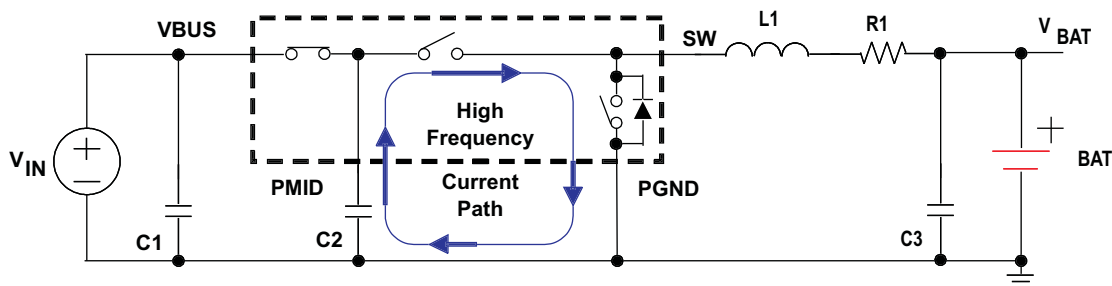 VBUS
SW
L1
R1
V BAT
High
Frequency
Current
Path
PMID
PGND
V IN
+
−
+
BAT
C1
C2
C3